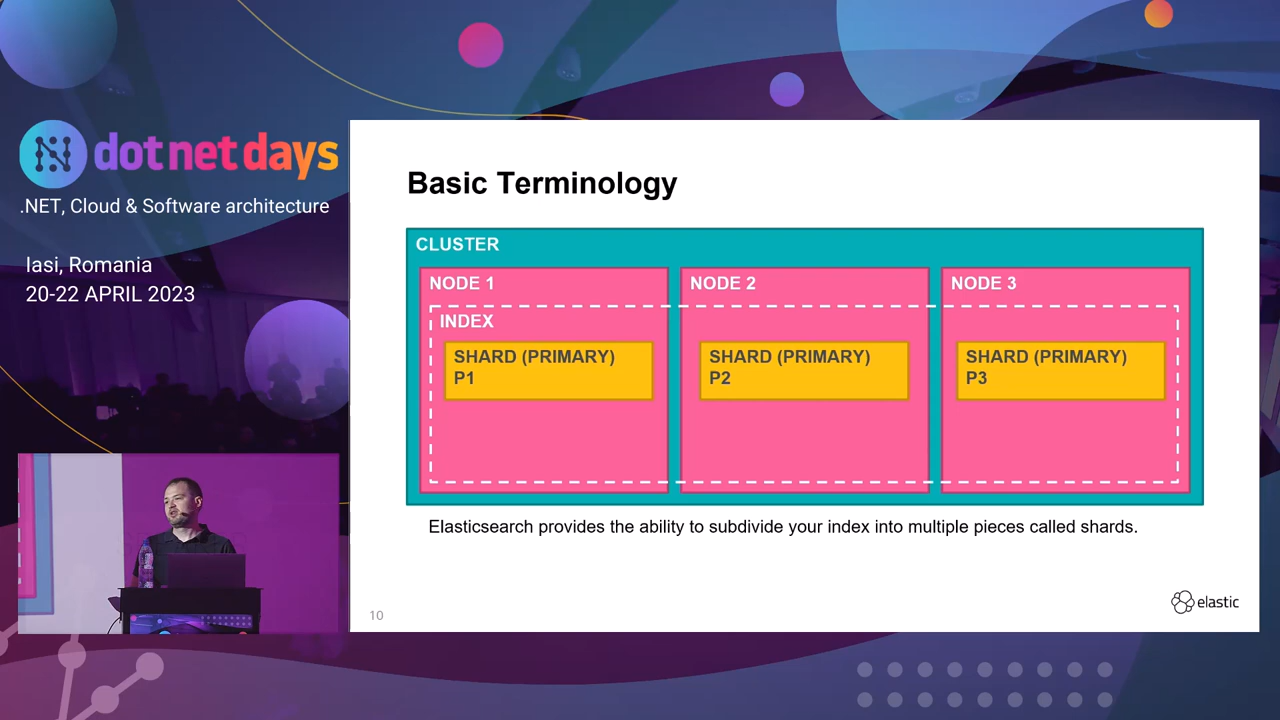 dotnetdays
.NET, Cloud & Software architecture
Iasi, Romania
20-22 APRIL 2023
Basic Terminology
CLUSTER
NODE 1
NODE 2
NODE 3
INDEX
SHARD (PRIMARY)
P1
SHARD (PRIMARY)
P2
SHARD (PRIMARY)
P3
Elasticsearch provides the ability to subdivide your index into multiple pieces called shards.
10
elastic